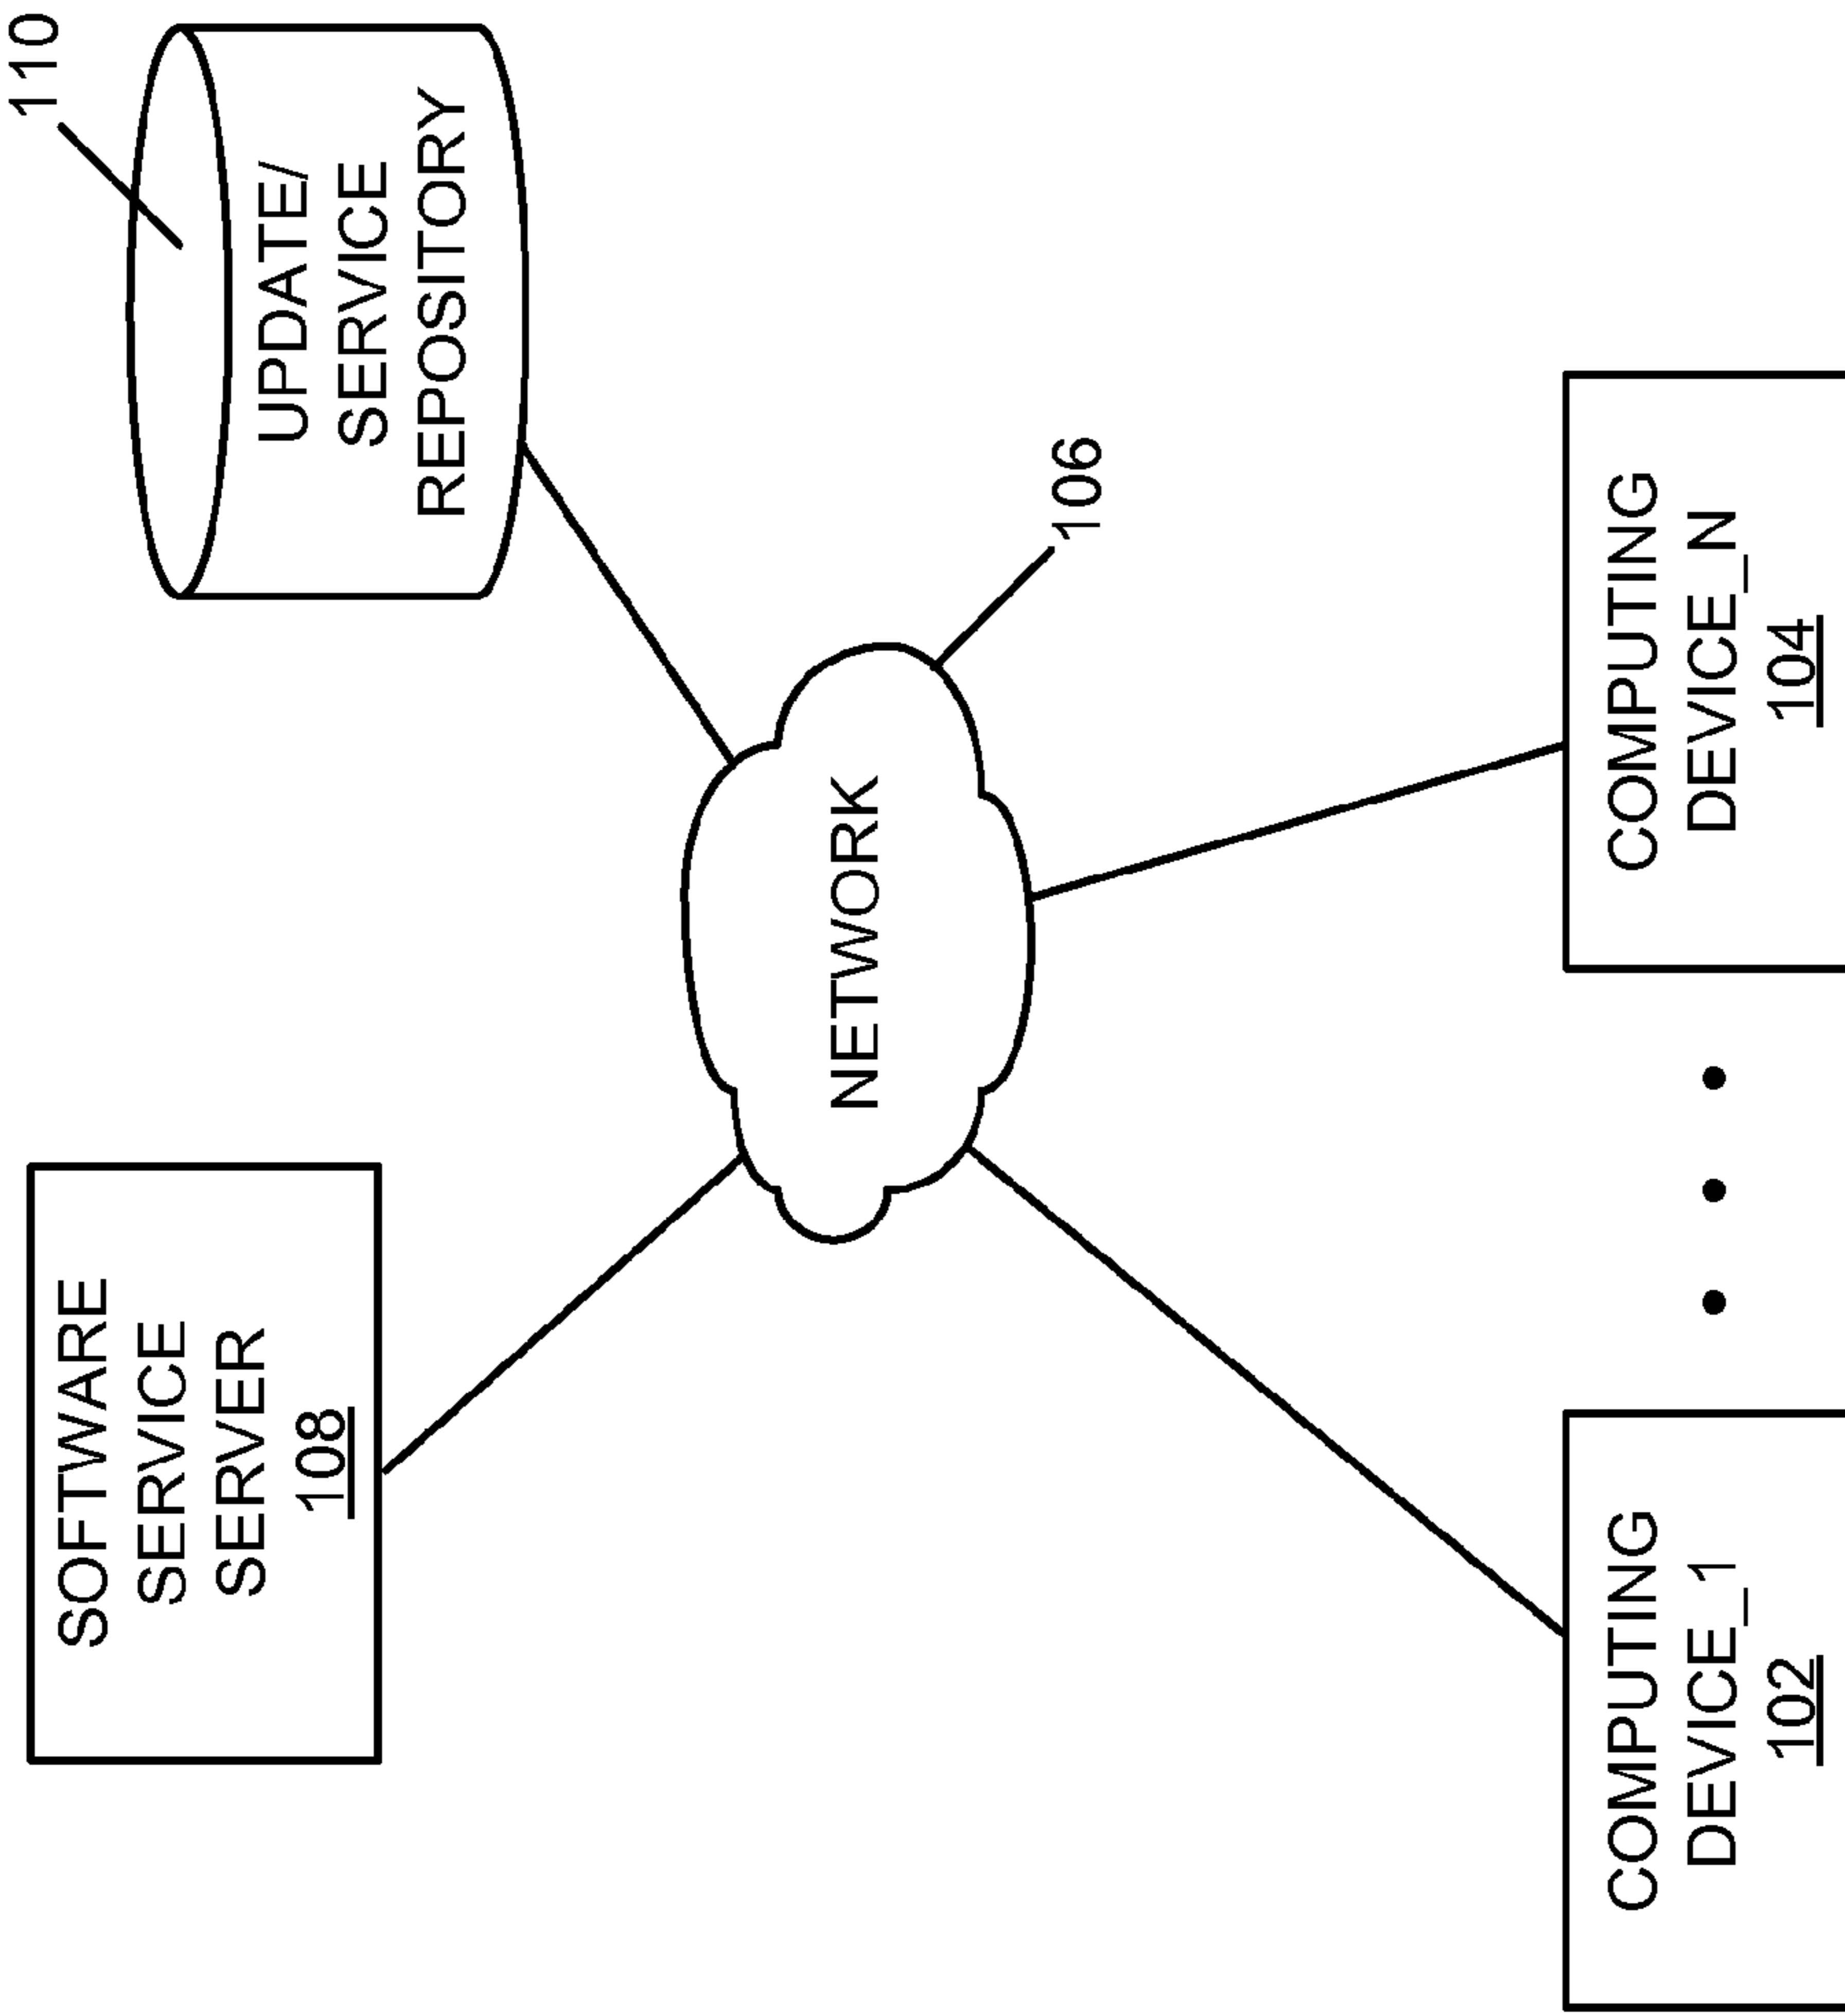 110
UPDATE/
SERVICE
REPOSITORY
SOFTWARE
SERVICE
SERVER
108
NETWORK
106
COMPUTING
DEVICE_1
102
COMPUTING
DEVICE_N
104